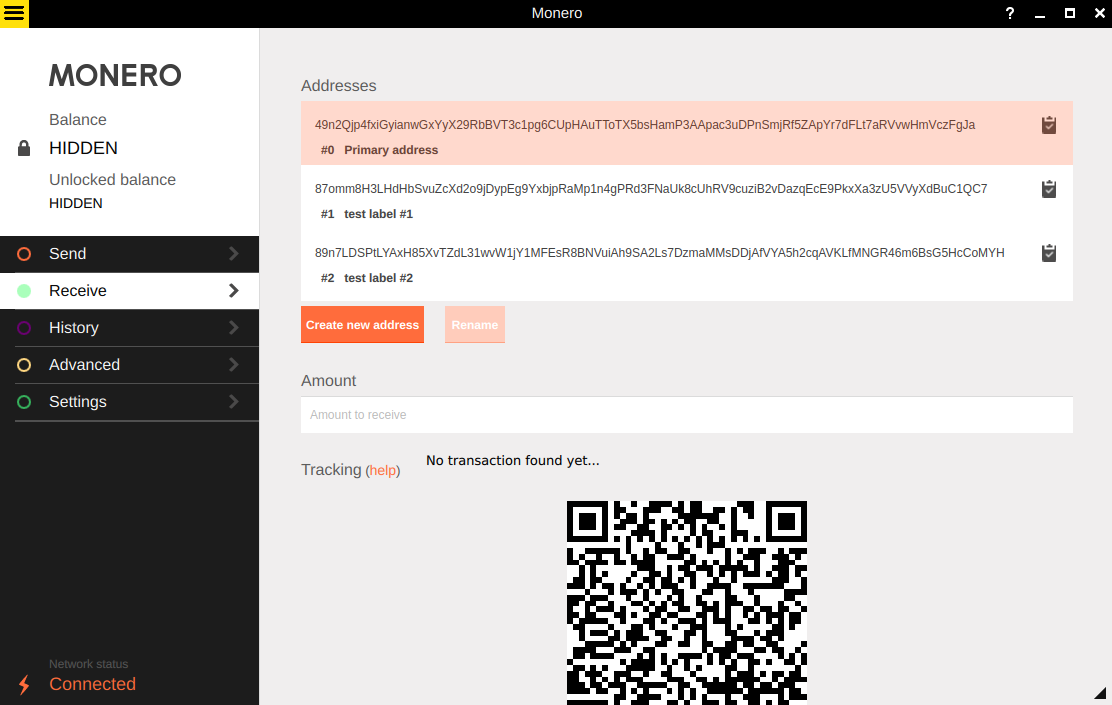 Monero
?
MONERO
Balance
HIDDEN
Unlocked balance
HIDDEN
Send
Receive
History
Advanced
Settings
Network status
Connected
Addresses
49n2Qjp4fxiGyianwGxYyX29RbBVT3c1pg6CUpHAuTToTX5bsHamP3AApac3uDPnSmjRf5ZApYr7dFLt7aRVvwHmVczFgJa
#0 Primary address
87omm8H3LHdHbSvuZcXd2o9jDypEg9YxbjpRaMp1n4gPRd3FNaUk8cUhRV9cuziB2vDazqEcE9PkxXa3zU5VVyXdBuC1QC7
#1 test label #1
89n7LDSPtLYAxH85XvTZdL31wvW1jY1MFEsR8BNVuiAh9SA2Ls7DzmaMMsDDjAfVYA5h2cqAVKLfMNGR46m6BsG5HcCoMYH
#2 test label #2
Create new address
Rename
Amount
Amount to receive
Tracking (help)
No transaction found yet...